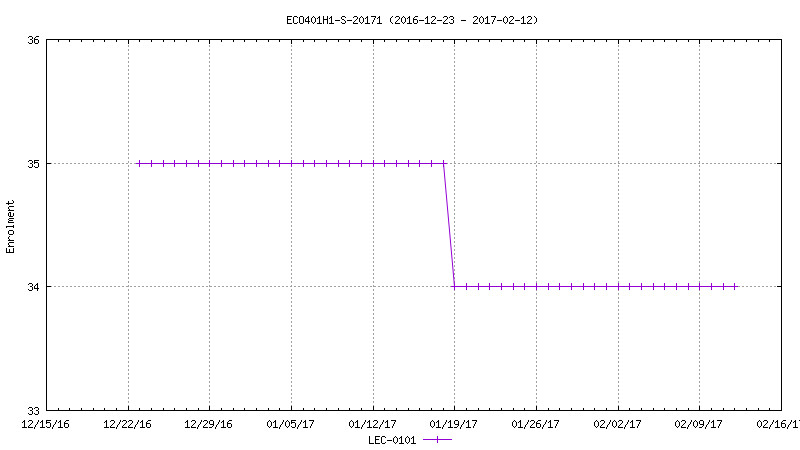 ECO401H1-S-20171 (2016-12-23 - 2017-02-12)
36
35
34
33
Enrolment
12/15/16 12/22/16 12/29/16 01/05/17 01/12/17 01/19/17 01/26/17 02/02/17 02/09/17 02/16/17
LEC-0101